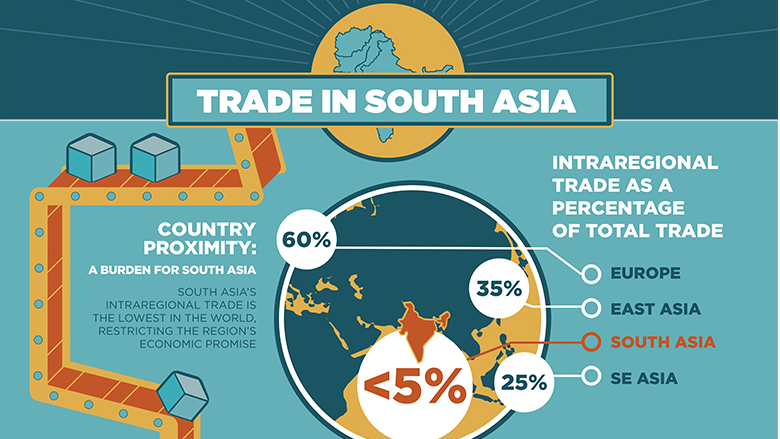 TRADE IN SOUTH ASIA
COUNTRY
PROXIMITY:
A BURDEN FOR SOUTH ASIA
SOUTH ASIA'S
INTRAREGIONAL TRADE IS
THE LOWEST IN THE WORLD,
RESTRICTING THE REGION'S
ECONOMIC PROMISE
INTRAREGIONAL
TRADE AS A
PERCENTAGE
OF TOTAL TRADE
60%
EUROPE
35%
EAST ASIA
<5%
SOUTH ASIA
25%
SE ASIA